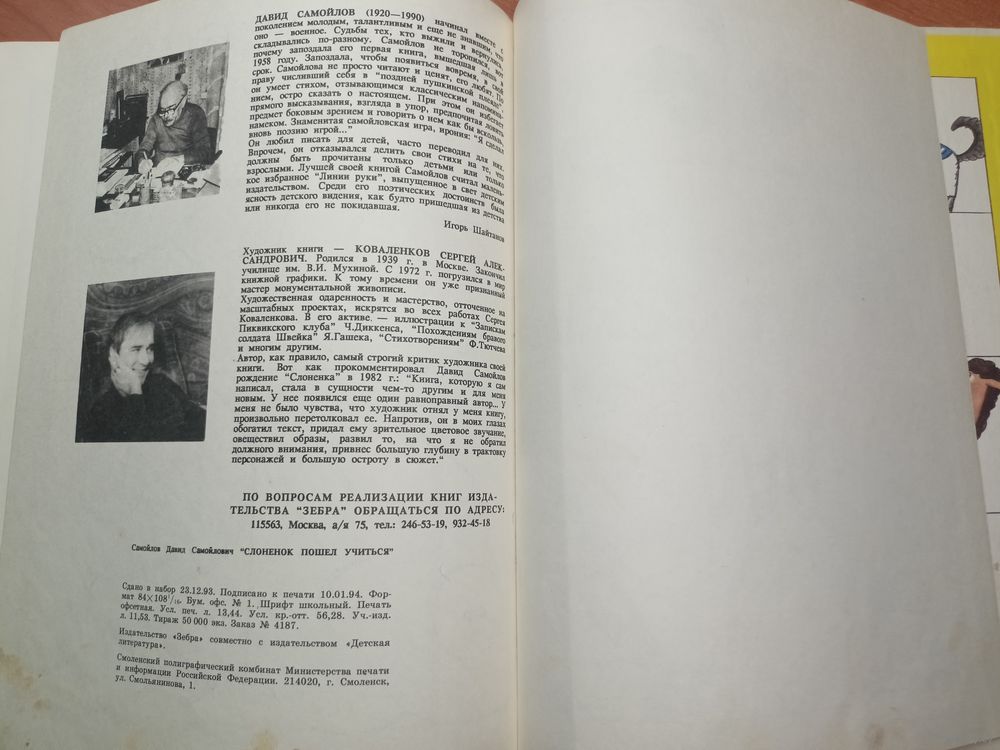 ДАВИД САМОЙЛОВ (1920—1990) начинал вместе с
поколением молодым, талантливым и еще не знавшим, что
оно — военное. Судьбы тех, кто выжили и вернулись,
складывались по-разному. Самойлов не торопился, вот
почему запоздала его первая книга, вышедшая лишь в
1958 году. Запоздала, чтобы появиться вовремя, в свой
срок. Самойлова не просто читают и ценят, его любят. По
праву числивший себя в "поздней пушкинской плеяде",
он умеет стихом, отзывающимся классическим напомина-
нием, остро сказать о настоящем. При этом он избегает
прямого высказывания, взгляда в упор, предпочитая ловить
предмет боковым зрением и говорить о нем как бы вскользь,
намеком. Знаменитая самойловская игра, ирония: "Я сделал
вновь поэзию игрой..."
Он любил писать для детей, часто переводил для них.
Впрочем, он отказывался делить свои стихи на те, что
должны быть прочитаны только детьми или только
взрослыми. Лучшей своей книгой Самойлов считал малень-
кое избранное "Линии руки", выпущенное в свет детским
издательством. Среди его поэтических достоинств была
ясность детского видения, как будто пришедшая из детства
или никогда его не покидавшая.
Игорь Шайтанов
Художник книги — КОВАЛЕНКОВ СЕРГЕЙ АЛЕК-
САНДРОВИЧ. Родился в 1939 г. в Москве. Закончил
училище им. В.И. Мухиной. С 1972 г. погрузился в мир
книжной графики. К тому времени он уже признанный
мастер монументальной живописи.
Художественная одаренность и мастерство, отточенное на
масштабных проектах, искрятся во всех работах Сергея
Коваленкова. В его активе — иллюстрации к "Запискам
Пиквикского клуба" Ч.Диккенса, "Похождениям бравого
солдата Швейка" Я.Гашека, "Стихотворениям" Ф.Тютчева
и многим другим.
Автор, как правило, самый строгий критик художника своей
книги. Вот как прокомментировал Давид Самойлов
рождение "Слоненка" в 1982 г.: "Книга, которую я сам
написал, стала в сущности чем-то другим и для меня
новым. У нее появился еще один равноправный автор... У
меня не было чувства, что художник отнял у меня книгу,
произвольно перетолковал ее. Напротив, он в моих глазах
обогатил текст, придал ему зрительное цветовое звучание,
овеществил образы, развил то, на что я не обратил
должного внимания, привнес большую глубину в трактовку
персонажей и большую остроту в сюжет."
ПО ВОПРОСАМ РЕАЛИЗАЦИИ КНИГ ИЗДА-
ТЕЛЬСТВА "ЗЕБРА" ОБРАЩАТЬСЯ ПО АДРЕСУ:
115563, Москва, а/я 75, тел.: 246-53-19, 932-45-18
Самойлов Давид Самойлович "СЛОНЕНОК ПОШЕЛ УЧИТЬСЯ"
Сдано в набор 23.12.93. Подписано к печати 10.01.94. Фор-
мат 84×108¹/₁₆. Бум. офс. № 1. Шрифт школьный. Печать
офсетная. Усл. печ. л. 13,44. Усл. кр.-отт. 56,28. Уч.-изд.
л. 11,53. Тираж 50 000 экз. Заказ № 4187.
Издательство «Зебра» совместно с издательством «Детская
литература».
Смоленский полиграфический комбинат Министерства печати
и информации Российской Федерации. 214020, г. Смоленск,
ул. Смольянинова, 1.